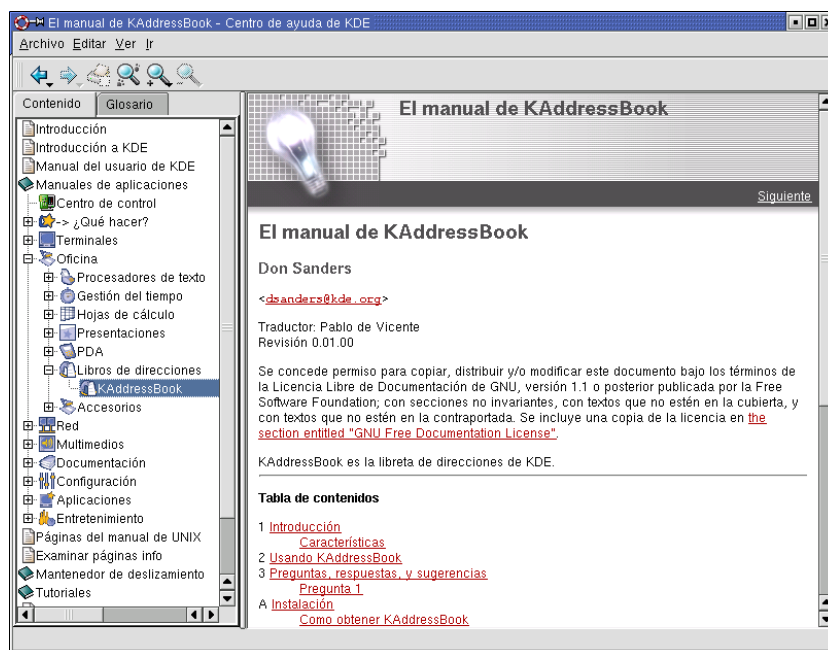 El manual de KAddressBook - Centro de ayuda de KDE
Archivo Editar Ver Ir
Contenido Glosario
Introducción
Introducción a KDE
Manual del usuario de KDE
Manuales de aplicaciones
Centro de control
-> ¿Qué hacer?
Terminales
Oficina
Procesadores de texto
Gestión del tiempo
Hojas de cálculo
Presentaciones
PDA
Libros de direcciones
KAddressBook
Accesorios
Red
Multimedios
Documentación
Configuración
Aplicaciones
Entretenimiento
Páginas del manual de UNIX
Examinar páginas info
Mantenedor de deslizamiento
Tutoriales
El manual de KAddressBook
Siguiente
El manual de KAddressBook
Don Sanders
<dsanders@kde.org>
Traductor: Pablo de Vicente
Revisión 0.01.00
Se concede permiso para copiar, distribuir y/o modificar este documento bajo los términos de
la Licencia Libre de Documentación de GNU, versión 1.1 o posterior publicada por la Free
Software Foundation; con secciones no invariantes, con textos que no estén en la cubierta, y
con textos que no estén en la contraportada. Se incluye una copia de la licencia en the
section entitled "GNU Free Documentation License".
KAddressBook es la libreta de direcciones de KDE.
Tabla de contenidos
1 Introducción
Características
2 Usando KAddressBook
3 Preguntas, respuestas, y sugerencias
Pregunta 1
A Instalación
Como obtener KAddressBook